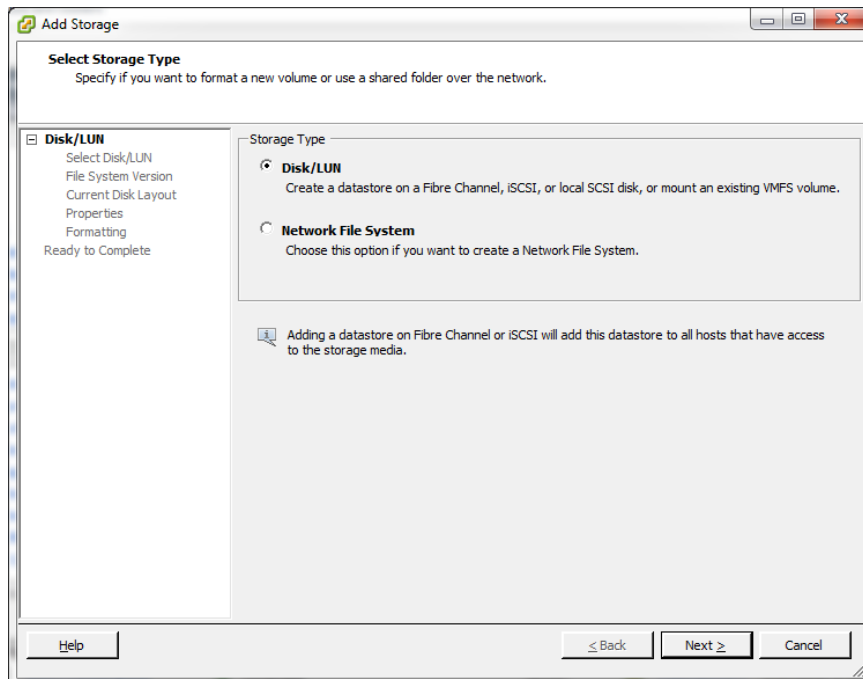 Add Storage
Select Storage Type
Specify if you want to format a new volume or use a shared folder over the network.
Disk/LUN
Select Disk/LUN
File System Version
Current Disk Layout
Properties
Formatting
Ready to Complete
Storage Type
Disk/LUN
Create a datastore on a Fibre Channel, iSCSI, or local SCSI disk, or mount an existing VMFS volume.
Network File System
Choose this option if you want to create a Network File System.
Adding a datastore on Fibre Channel or iSCSI will add this datastore to all hosts that have access
to the storage media.
Help
< Back
Next >
Cancel